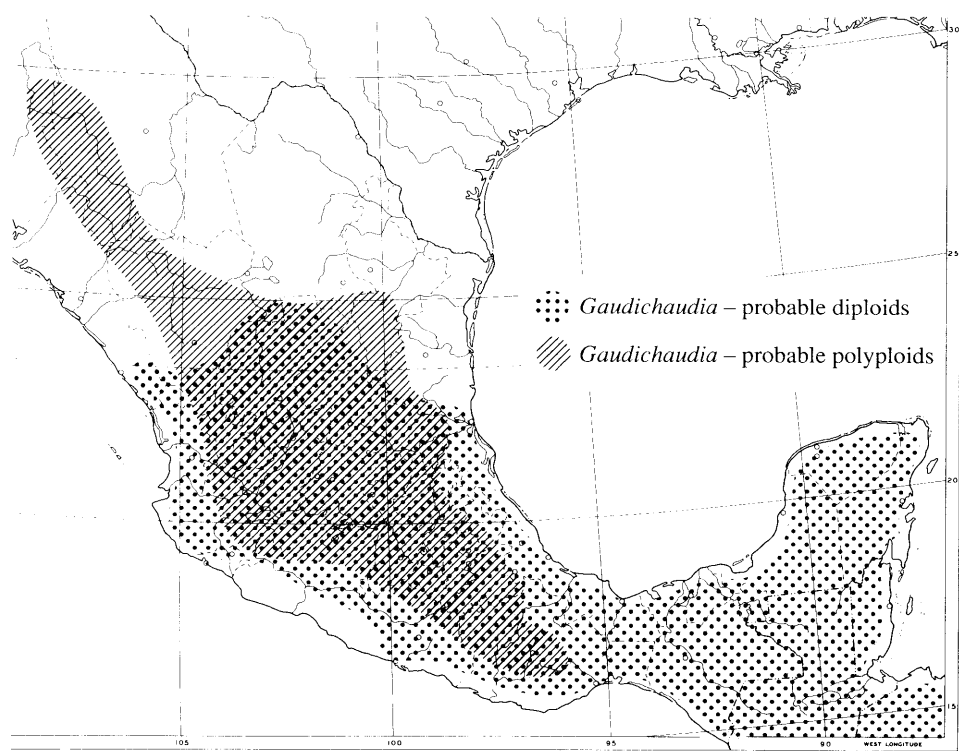 30
25
Gaudichaudia – probable diploids
Gaudichaudia – probable polyploids
20
15
105 100 95 90 WEST LONGITUDE